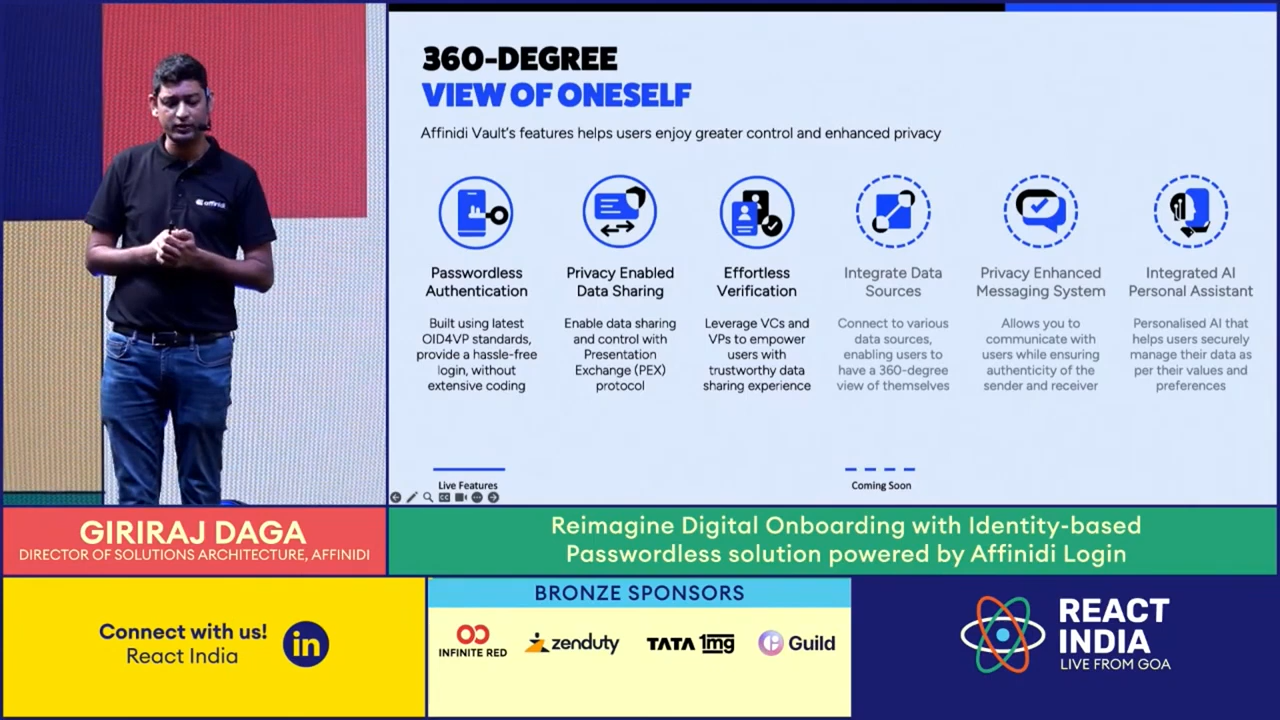 affinidi
360-DEGREE
VIEW OF ONESELF
Affinidi Vault's features helps users enjoy greater control and enhanced privacy
Passwordless
Authentication
Built using latest
OID4VP standards,
provide a hassle-free
login, without
extensive coding
Privacy Enabled
Data Sharing
Enable data sharing
and control with
Presentation
Exchange (PEX)
protocol
Effortless
Verification
Leverage VCs and
VPs to empower
users with
trustworthy data
sharing experience
Integrate Data
Sources
Connect to various
data sources,
enabling users to
have a 360-degree
view of themselves
Privacy Enhanced
Messaging System
Allows you to
communicate with
users while ensuring
authenticity of the
sender and receiver
Integrated AI
Personal Assistant
Personalised AI that
helps users securely
manage their data as
per their values and
preferences
Live Features
Coming Soon
GIRIRAJ DAGA
DIRECTOR OF SOLUTIONS ARCHITECTURE, AFFINIDI
Reimagine Digital Onboarding with Identity-based
Passwordless solution powered by Affinidi Login
Connect with us!
React India
in
BRONZE SPONSORS
INFINITE RED
zenduty
TATA 1mg
Guild
REACT
INDIA
LIVE FROM GOA